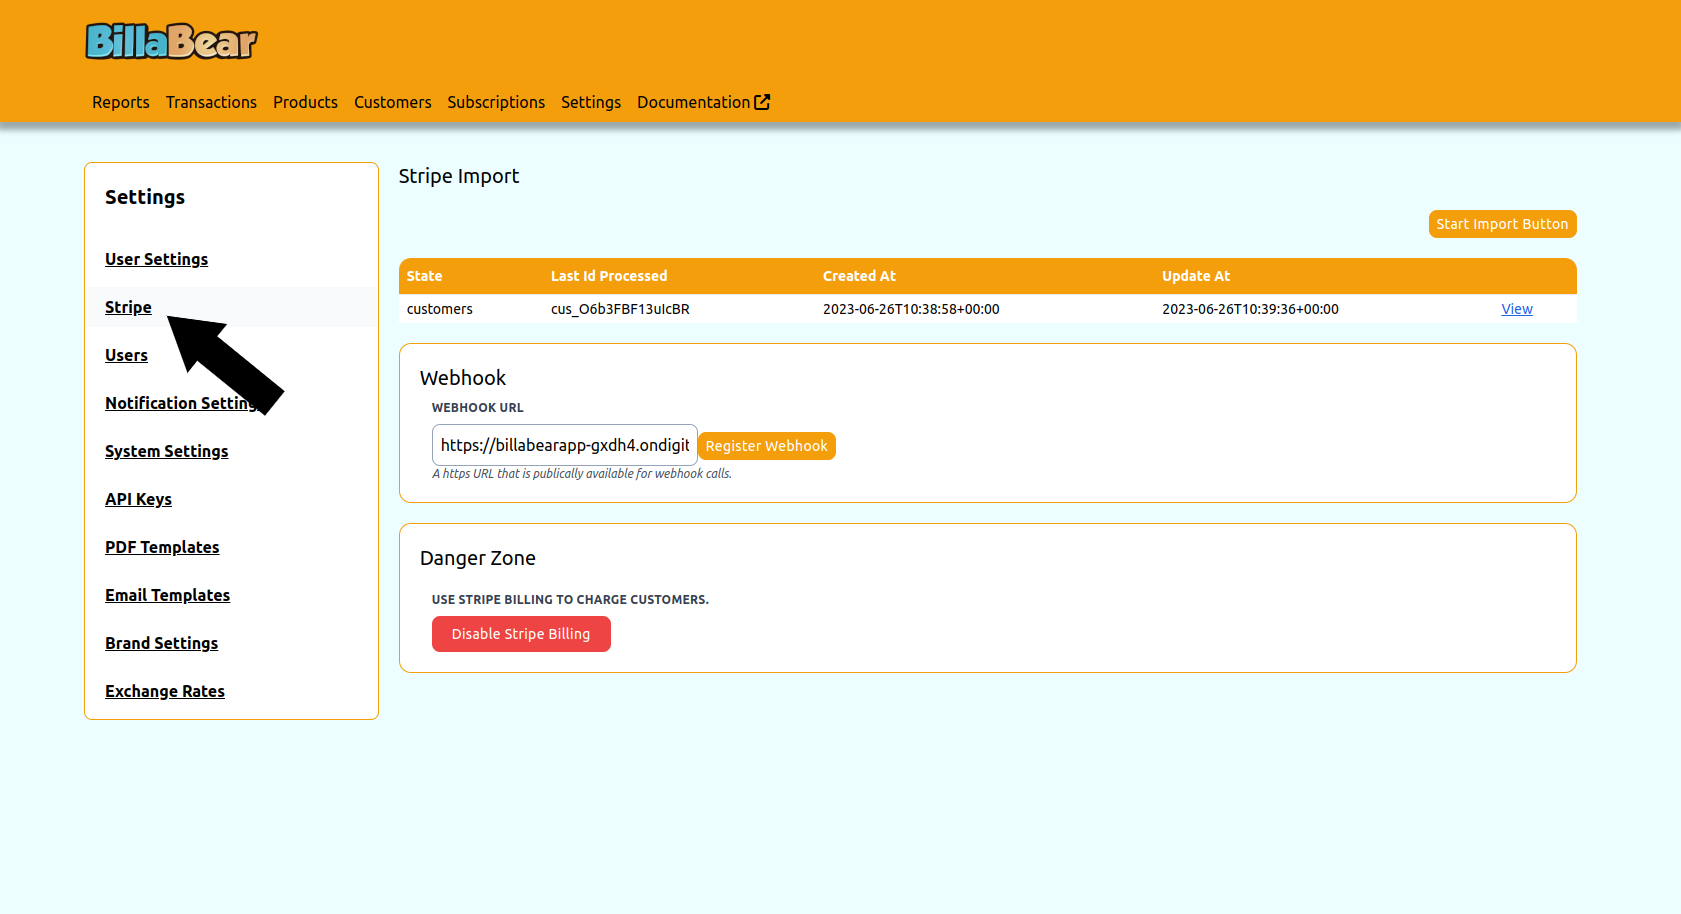 BillaBear
Reports Transactions Products Customers Subscriptions Settings Documentation
Settings
User Settings
Stripe
Users
Notification
System Settings
API Keys
PDF Templates
Email Templates
Brand Settings
Exchange Rates
Stripe Import
Start Import Button
State Last Id Processed Created At Update At
customers cus_O6b3FBF13uIcBR 2023-06-26T10:38:58+00:00 2023-06-26T10:39:36+00:00 View
Webhook
WEBHOOK URL
https://billabearapp-gxdh4.ondigit Register Webhook
A https URL that is publically available for webhook calls.
Danger Zone
USE STRIPE BILLING TO CHARGE CUSTOMERS.
Disable Stripe Billing